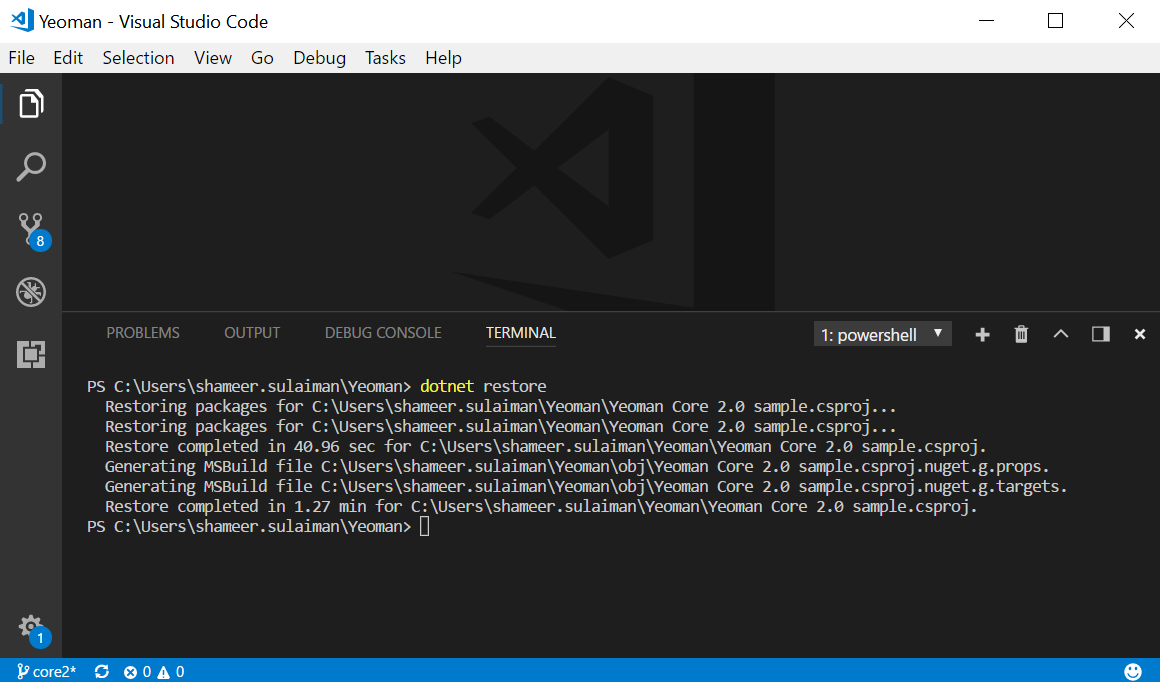 Yeoman - Visual Studio Code
File Edit Selection View Go Debug Tasks Help
8
PROBLEMS OUTPUT DEBUG CONSOLE TERMINAL 1: powershell
PS C:\Users\shameer.sulaiman\Yeoman> dotnet restore
Restoring packages for C:\Users\shameer.sulaiman\Yeoman\Yeoman Core 2.0 sample.csproj...
Restoring packages for C:\Users\shameer.sulaiman\Yeoman\Yeoman Core 2.0 sample.csproj...
Restore completed in 40.96 sec for C:\Users\shameer.sulaiman\Yeoman\Yeoman Core 2.0 sample.csproj.
Generating MSBuild file C:\Users\shameer.sulaiman\Yeoman\obj\Yeoman Core 2.0 sample.csproj.nuget.g.props.
Generating MSBuild file C:\Users\shameer.sulaiman\Yeoman\obj\Yeoman Core 2.0 sample.csproj.nuget.g.targets.
Restore completed in 1.27 min for C:\Users\shameer.sulaiman\Yeoman\Yeoman Core 2.0 sample.csproj.
PS C:\Users\shameer.sulaiman\Yeoman>
1
core2* 0 0